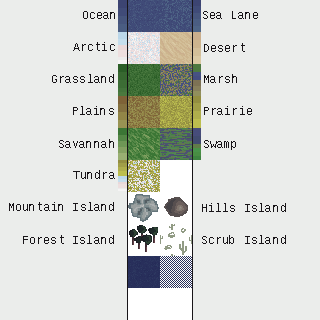 Ocean Sea Lane
Arctic Desert
Grassland Marsh
Plains Prairie
Savannah Swamp
Tundra
Mountain Island Hills Island
Forest Island Scrub Island